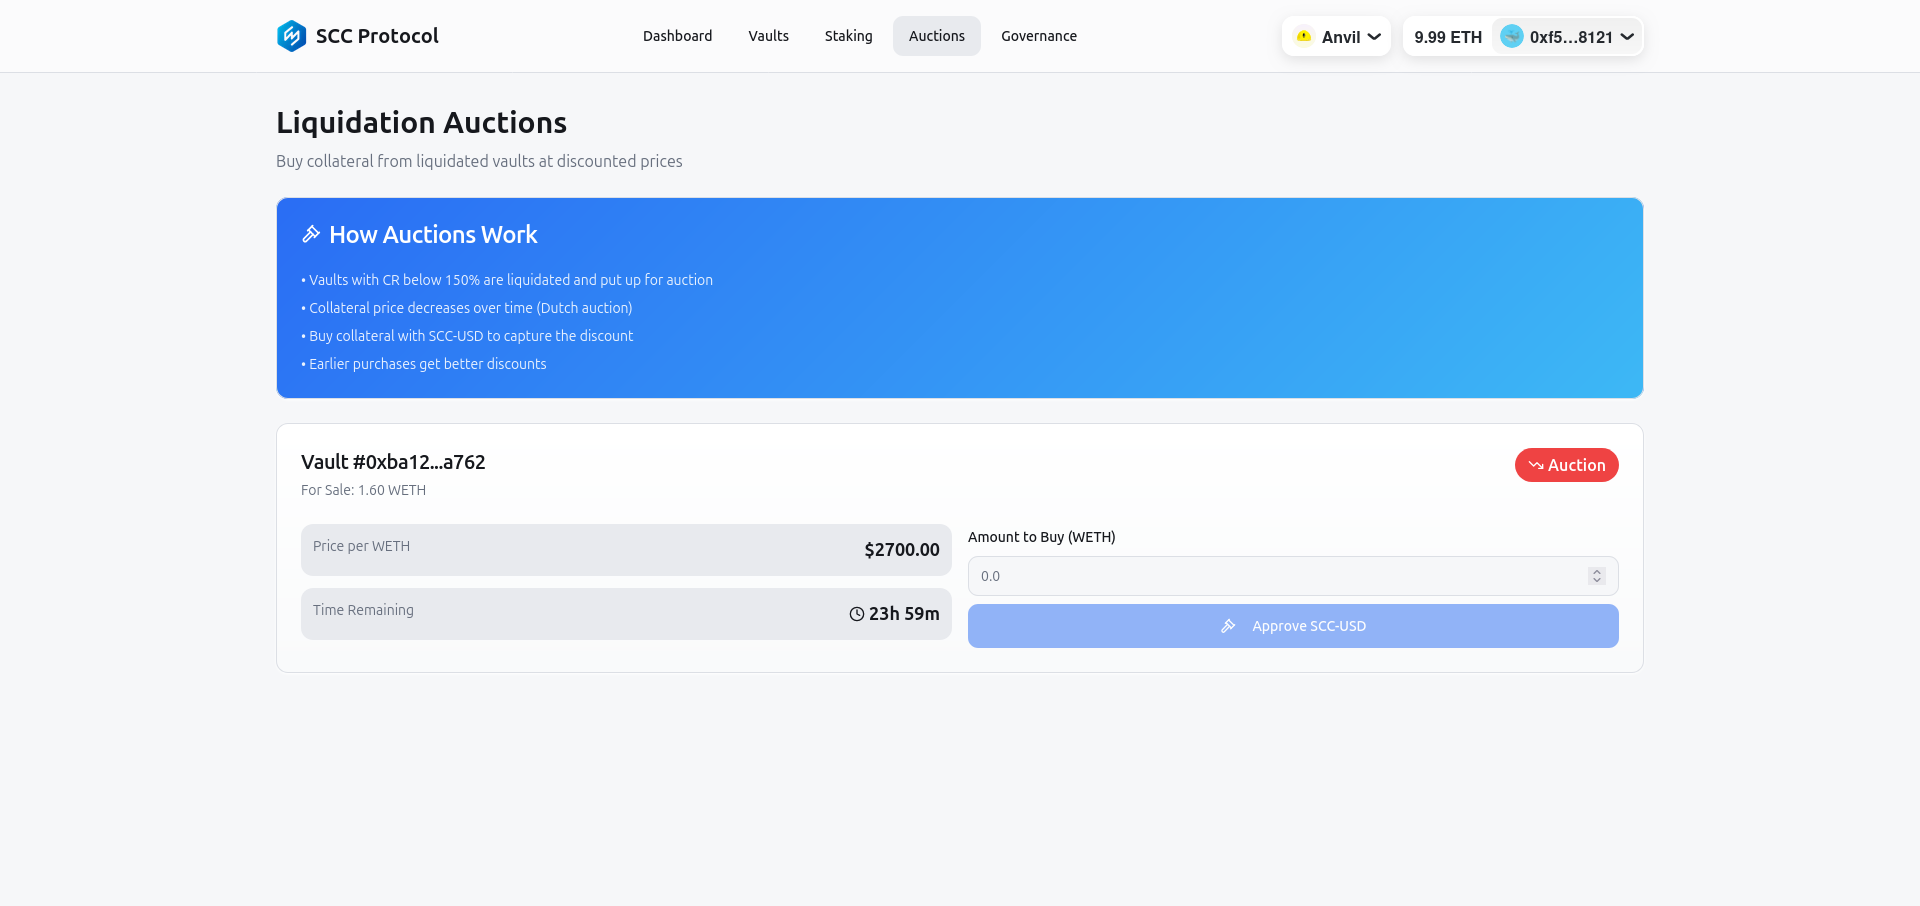 SCC Protocol
Dashboard
Vaults
Staking
Auctions
Governance
Anvil
9.99 ETH
0xf5...8121
Liquidation Auctions
Buy collateral from liquidated vaults at discounted prices
How Auctions Work
• Vaults with CR below 150% are liquidated and put up for auction
• Collateral price decreases over time (Dutch auction)
• Buy collateral with SCC-USD to capture the discount
• Earlier purchases get better discounts
Vault #0xba12...a762
For Sale: 1.60 WETH
Auction
Price per WETH
$2700.00
Time Remaining
23h 59m
Amount to Buy (WETH)
0.0
Approve SCC-USD